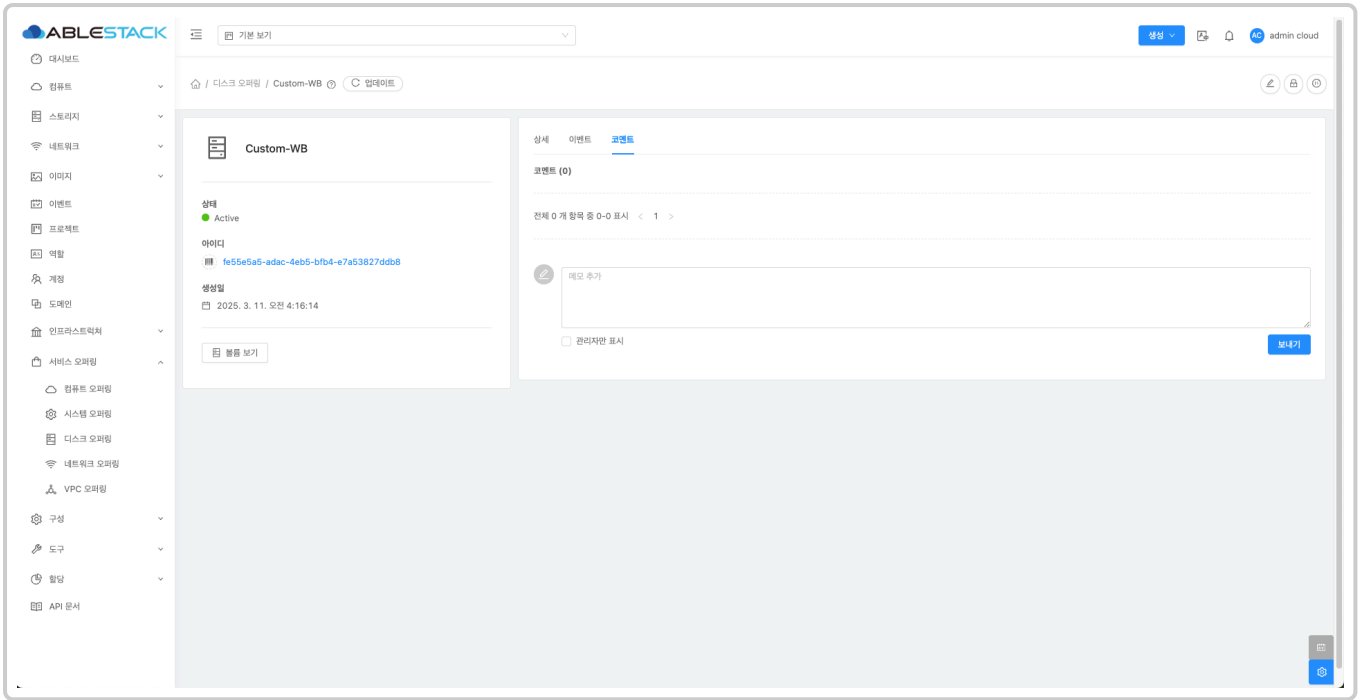 ABLESTACK
기본 보기
생성
AC
admin cloud
대시보드
컴퓨트
스토리지
네트워크
이미지
이벤트
프로젝트
역할
계정
도메인
인프라스트럭쳐
서비스 오퍼링
컴퓨트 오퍼링
시스템 오퍼링
디스크 오퍼링
네트워크 오퍼링
VPC 오퍼링
구성
도구
할당
API 문서
/ 디스크 오퍼링 / Custom-WB
업데이트
Custom-WB
상태
Active
아이디
fe55e5a5-adac-4eb5-bfb4-e7a53827ddb8
생성일
2025. 3. 11. 오전 4:16:14
볼륨 보기
상세 이벤트 코멘트
코멘트 (0)
전체 0 개 항목 중 0-0 표시 < 1 >
메모 추가
관리자만 표시
보내기